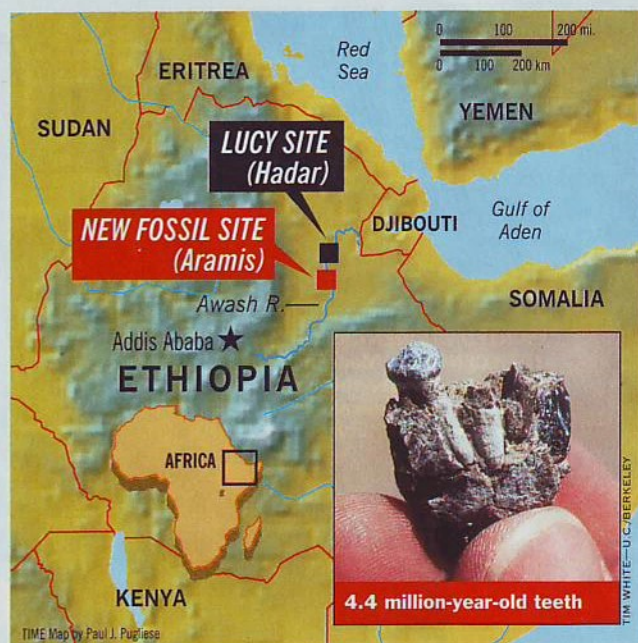 0 100 200 mi.
0 100 200 km
Red
Sea
ERITREA
YEMEN
SUDAN
LUCY SITE
(Hadar)
DJIBOUTI
Gulf of
Aden
NEW FOSSIL SITE
(Aramis)
Awash R.
SOMALIA
Addis Ababa
ETHIOPIA
AFRICA
KENYA
4.4 million-year-old teeth
TIM WHITE—U.C./BERKELEY
TIME Map by Paul J. Pugliese